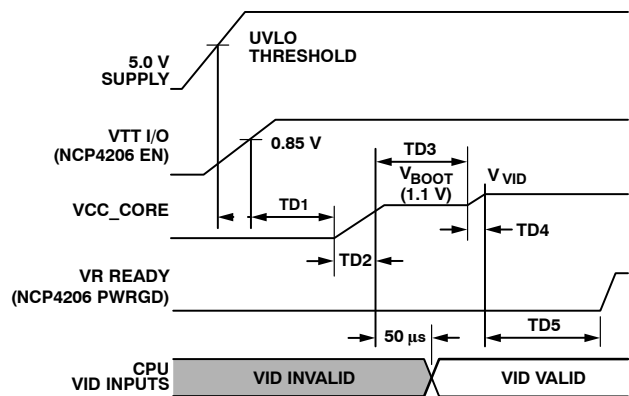 5.0 V
SUPPLY
UVLO
THRESHOLD
VTT I/O
(NCP4206 EN)
0.85 V
TD3
VBOOT
(1.1 V)
VVID
VCC_CORE
TD1
TD4
TD2
VR READY
(NCP4206 PWRGD)
50 μs
TD5
CPU
VID INPUTS
VID INVALID
VID VALID